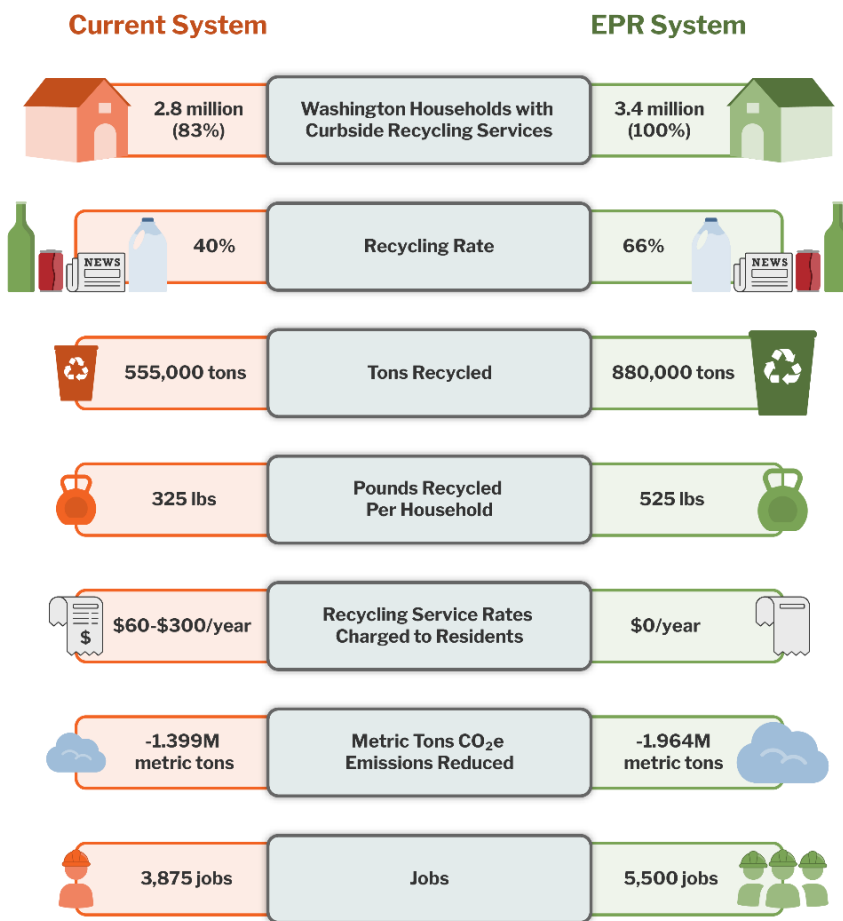 Current System
EPR System
2.8 million
(83%)
Washington Households with
Curbside Recycling Services
3.4 million
(100%)
NEWS
40%
Recycling Rate
66%
NEWS
555,000 tons
Tons Recycled
880,000 tons
325 lbs
Pounds Recycled
Per Household
525 lbs
$
$60-$300/year
Recycling Service Rates
Charged to Residents
$0/year
-1.399M
metric tons
Metric Tons CO₂e
Emissions Reduced
-1.964M
metric tons
3,875 jobs
Jobs
5,500 jobs